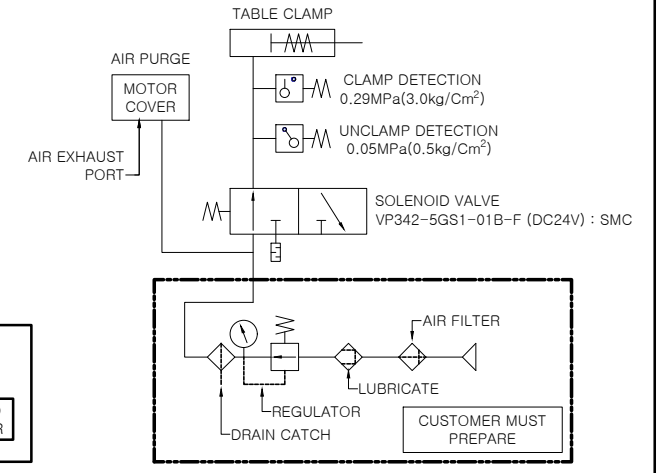 TABLE CLAMP
AIR PURGE
MOTOR
COVER
CLAMP DETECTION
0.29MPa(3.0kg/Cm²)
UNCLAMP DETECTION
0.05MPa(0.5kg/Cm²)
AIR EXHAUST
PORT
SOLENOID VALVE
VP342-5GS1-01B-F (DC24V) : SMC
AIR FILTER
LUBRICATE
REGULATOR
DRAIN CATCH
CUSTOMER MUST
PREPARE